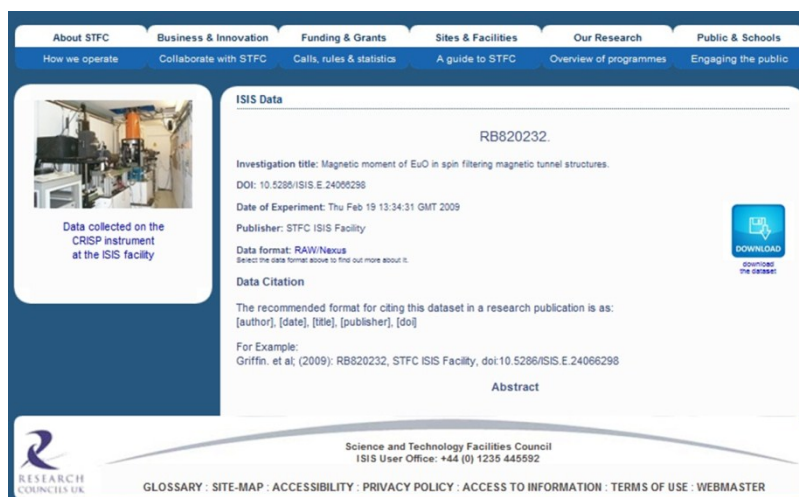 About STFC Business & Innovation Funding & Grants Sites & Facilities Our Research Public & Schools
How we operate Collaborate with STFC Calls, rules & statistics A guide to STFC Overview of programmes Engaging the public
Data collected on the
CRISP instrument
at the ISIS facility
ISIS Data
RB820232.
Investigation title: Magnetic moment of EuO in spin filtering magnetic tunnel structures.
DOI: 10.5286/ISIS.E.24066298
Date of Experiment: Thu Feb 19 13:34:31 GMT 2009
Publisher: STFC ISIS Facility
Data format: RAW/Nexus
Select the data format above to find out more about it.
DOWNLOAD
download
the dataset
Data Citation
The recommended format for citing this dataset in a research publication is as:
[author], [date], [title], [publisher], [doi]
For Example:
Griffin. et al; (2009): RB820232, STFC ISIS Facility, doi:10.5286/ISIS.E.24066298
Abstract
RESEARCH
COUNCILS UK
Science and Technology Facilities Council
ISIS User Office: +44 (0) 1235 445592
GLOSSARY : SITE-MAP : ACCESSIBILITY : PRIVACY POLICY : ACCESS TO INFORMATION : TERMS OF USE : WEBMASTER